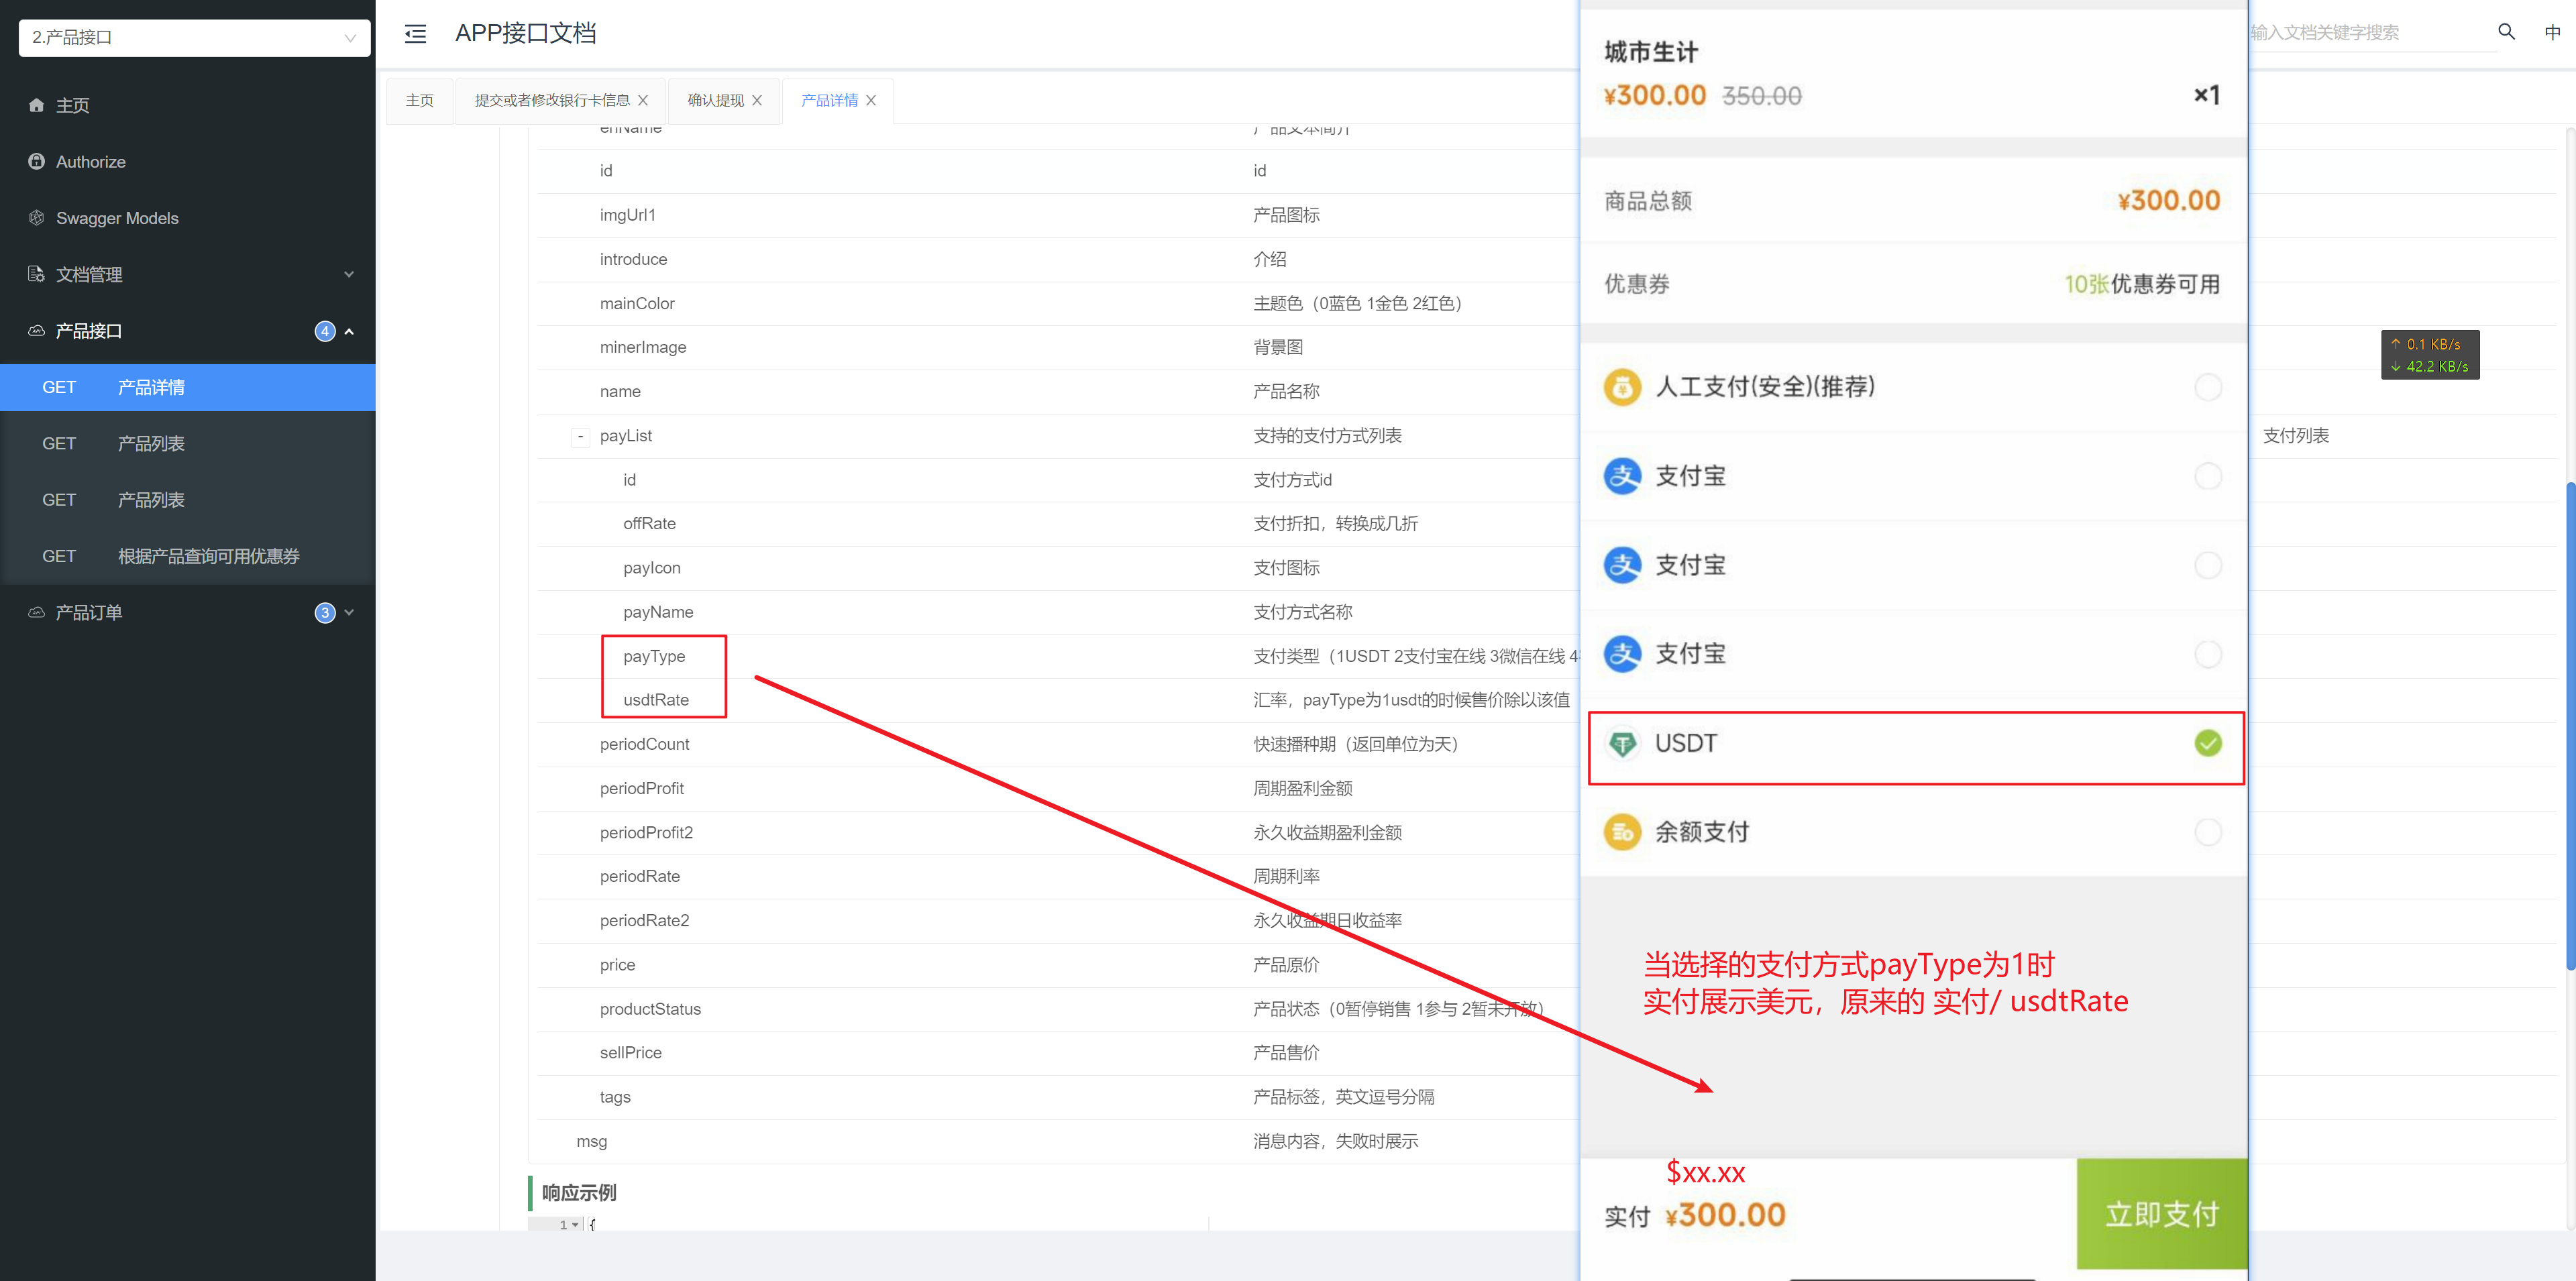 2.产品接口
主页
Authorize
Swagger Models
文档管理
产品接口 4
GET 产品详情
GET 产品列表
GET 产品列表
GET 根据产品查询可用优惠券
产品订单 3
APP接口文档
输入文档关键字搜索 中
主页 提交或者修改银行卡信息 确认提现 产品详情
enName 产品文本简介
id id
imgUrl1 产品图标
introduce 介绍
mainColor 主题色（0蓝色 1金色 2红色）
minerImage 背景图
name 产品名称
- payList 支持的支付方式列表 支付列表
id 支付方式id
offRate 支付折扣，转换成几折
payIcon 支付图标
payName 支付方式名称
payType 支付类型（1USDT 2支付宝在线 3微信在线
usdtRate 汇率，payType为1usdt的时候售价除以该值
periodCount 快速播种期（返回单位为天）
periodProfit 周期盈利金额
periodProfit2 永久收益期盈利金额
periodRate 周期利率
periodRate2 永久收益期日收益率
price 产品原价
productStatus 产品状态（0暂停销售 1参与 2暂未开放）
sellPrice 产品售价
tags 产品标签，英文逗号分隔
msg 消息内容，失败时展示
响应示例
1 {
城市生计
¥300.00 350.00 ×1
商品总额 ¥300.00
优惠券 10张优惠券可用
人工支付(安全)(推荐)
支付宝
支付宝
支付宝
USDT
余额支付
当选择的支付方式payType为1时
实付展示美元，原来的 实付/ usdtRate
$xx.xx
实付 ¥300.00 立即支付
↑ 0.1 KB/s
↓ 42.2 KB/s